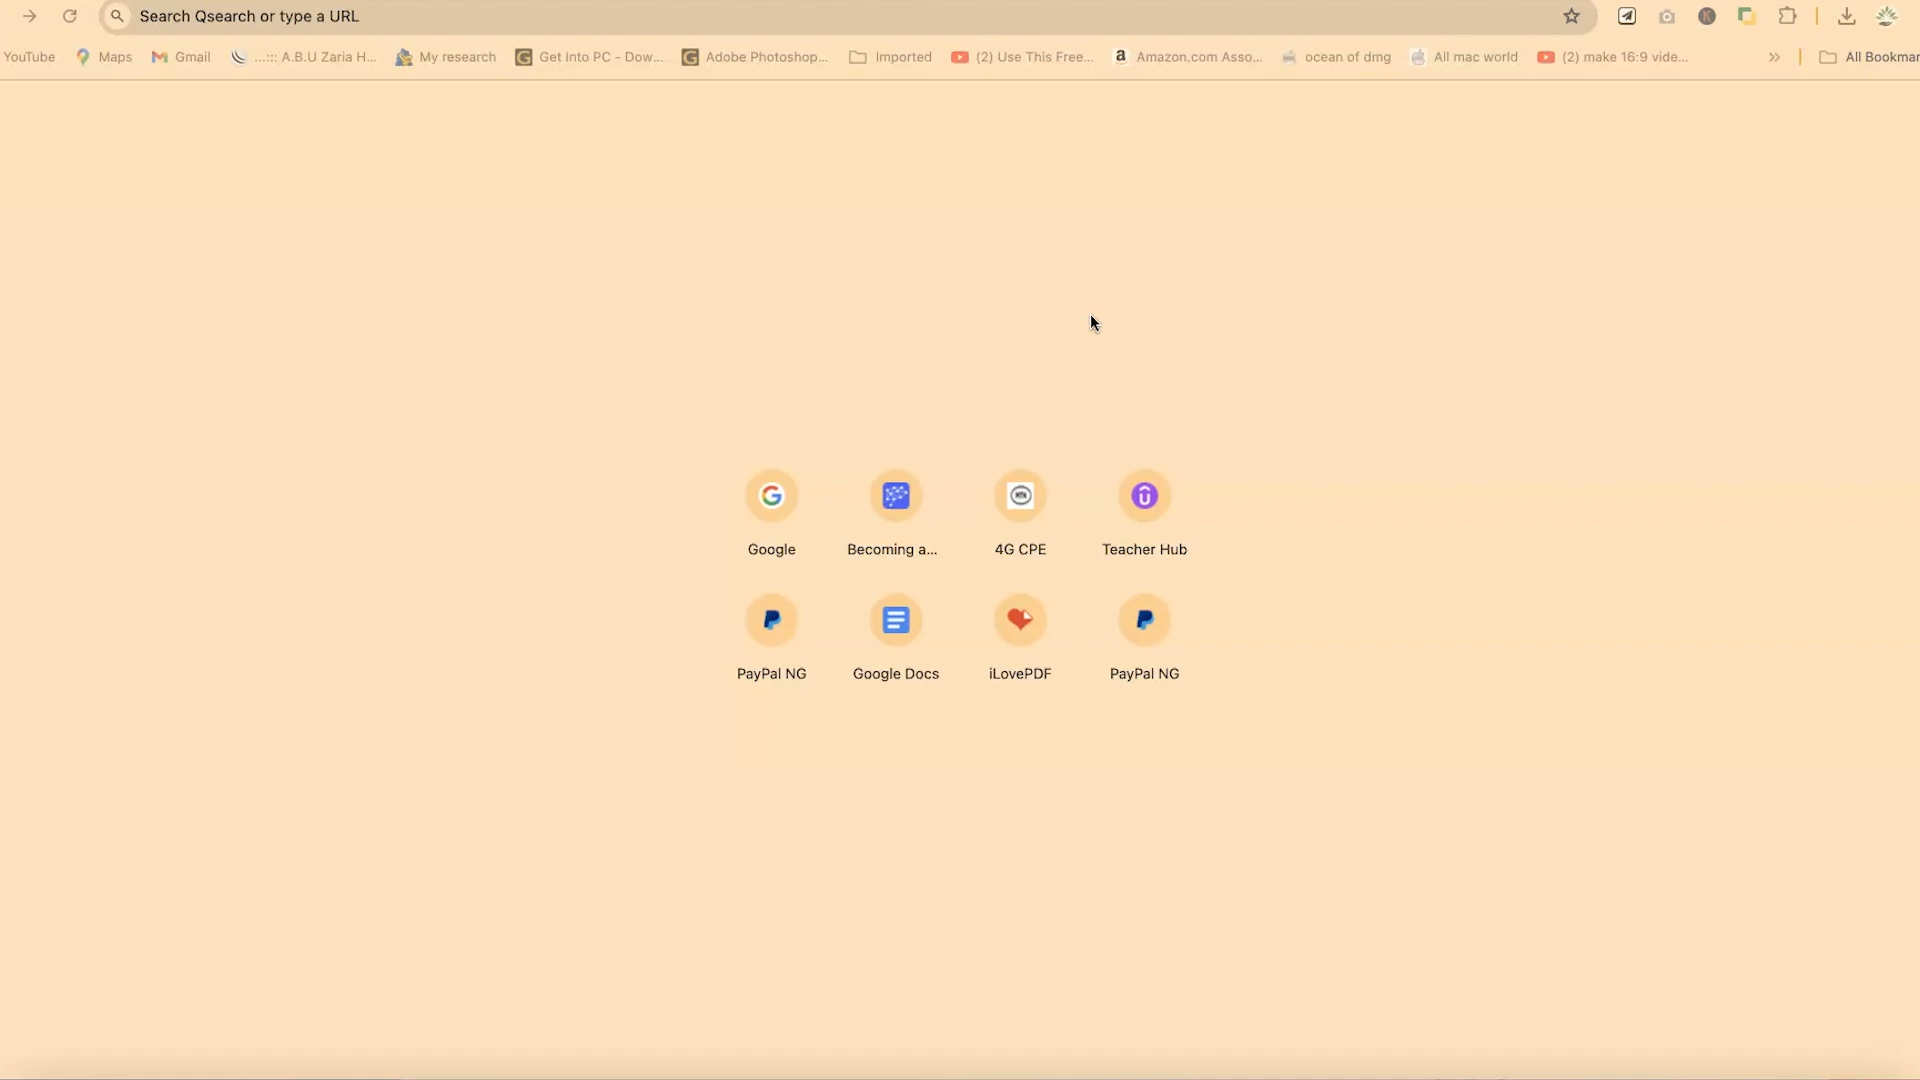 Search Qsearch or type a URL
YouTube Maps Gmail ...::: A.B.U Zaria H... My research Get Into PC - Dow... Adobe Photoshop... Imported (2) Use This Free... a Amazon.com Asso... ocean of dmg All mac world (2) make 16:9 vide... All Bookmar
Google Becoming a... 4G CPE Teacher Hub
PayPal NG Google Docs iLovePDF PayPal NG